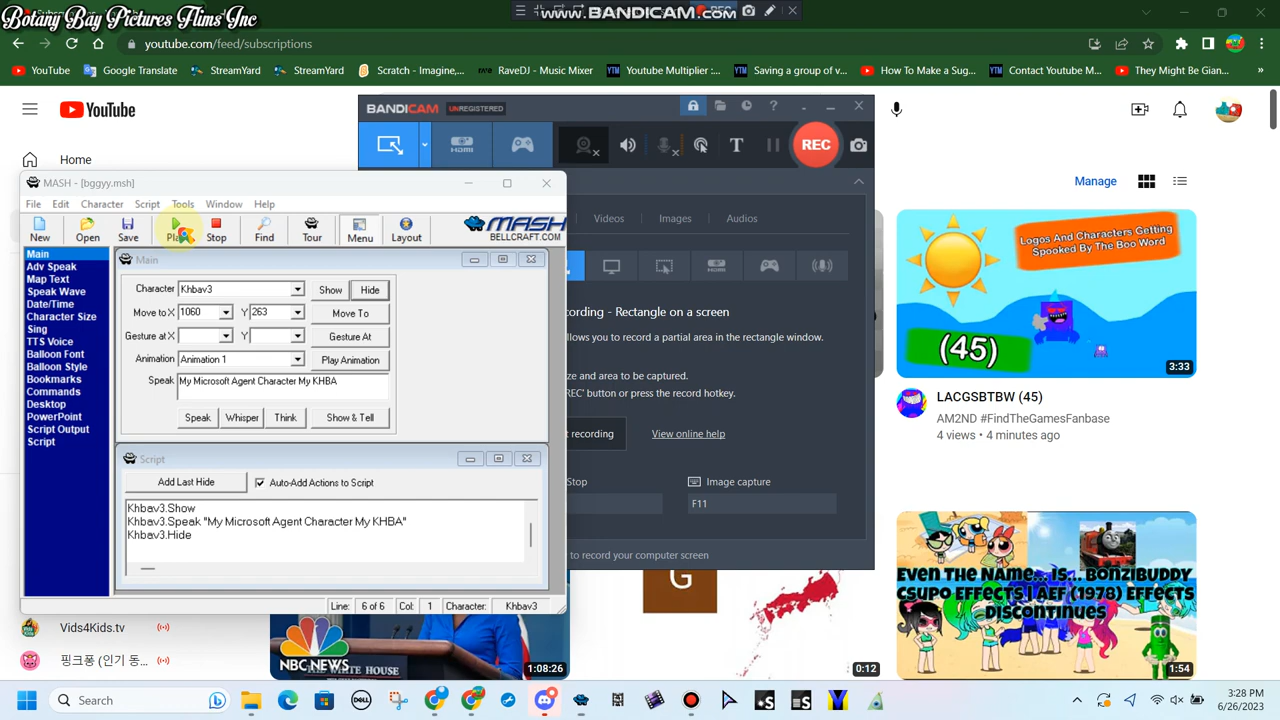 Botany Bay Pictures Flims Inc
www.BANDICAM.com
REC
youtube.com/feed/subscriptions
YouTube
Google Translate
StreamYard
StreamYard
Scratch - Imagine,...
RaveDJ - Music Mixer
Youtube Multiplier :...
Saving a group of v...
How To Make a Sug...
Contact Youtube M...
They Might Be Gian...
»
YouTube
BANDICAM UNREGISTERED
HDMI
REC
Home
Manage
MASH - [bggyy.msh]
File Edit Character Script Tools Window Help
New Open Save Play Stop Find Tour Menu Layout
MASH
BELLCRAFT.COM
Videos Images Audios
Main
Adv Speak
Map Text
Speak Wave
Date/Time
Character Size
Sing
TTS Voice
Balloon Font
Balloon Style
Bookmarks
Commands
Desktop
PowerPoint
Script Output
Script
Main
Character Khbav3 Show Hide
Move to X 1060 Y 263 Move To
Gesture at X Y Gesture At
Animation Animation 1 Play Animation
Speak My Microsoft Agent Character My KHBA
Speak Whisper Think Show & Tell
Script
Add Last Hide Auto-Add Actions to Script
Khbav3.Show
Khbav3.Speak "My Microsoft Agent Character My KHBA"
Khbav3.Hide
Line: 6 of 6 Col: 1 Character: Khbav3
HDMI
ording - Rectangle on a screen
llows you to record a partial area in the rectangle window.
ze and area to be captured.
REC' button or press the record hotkey.
t recording View online help
Stop Image capture
F11
to record your computer screen
Logos And Characters Getting
Spooked By The Boo Word
(45)
3:33
LACGSBTBW (45)
AM2ND #FindTheGamesFanbase
4 views • 4 minutes ago
Even the Name... is... BonziBuddy
Csupo Effects | AEF (1978) Effects
Discontinues
1:54
Vids4Kids.tv
핑크퐁 (인기 동...
NBC NEWS
TE HOUSE
1:08:26
G
0:12
Search
DELL
3:28 PM
6/26/2023